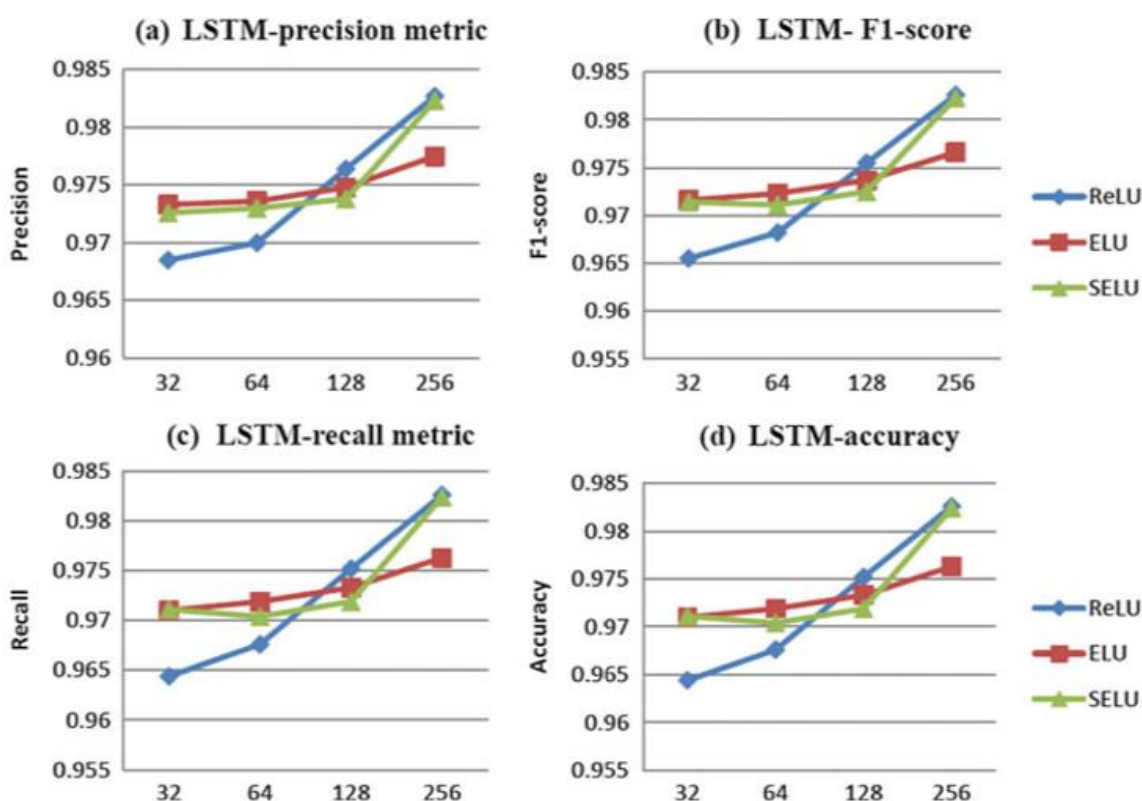 (a) LSTM-precision metric
0.985
0.98
0.975
0.97
0.965
0.96
Precision
32 64 128 256
(b) LSTM- F1-score
0.985
0.98
0.975
0.97
0.965
0.96
0.955
F1-score
32 64 128 256
ReLU
ELU
SELU
(c) LSTM-recall metric
0.985
0.98
0.975
0.97
0.965
0.96
0.955
Recall
32 64 128 256
(d) LSTM-accuracy
0.985
0.98
0.975
0.97
0.965
0.96
0.955
Accuracy
32 64 128 256
ReLU
ELU
SELU